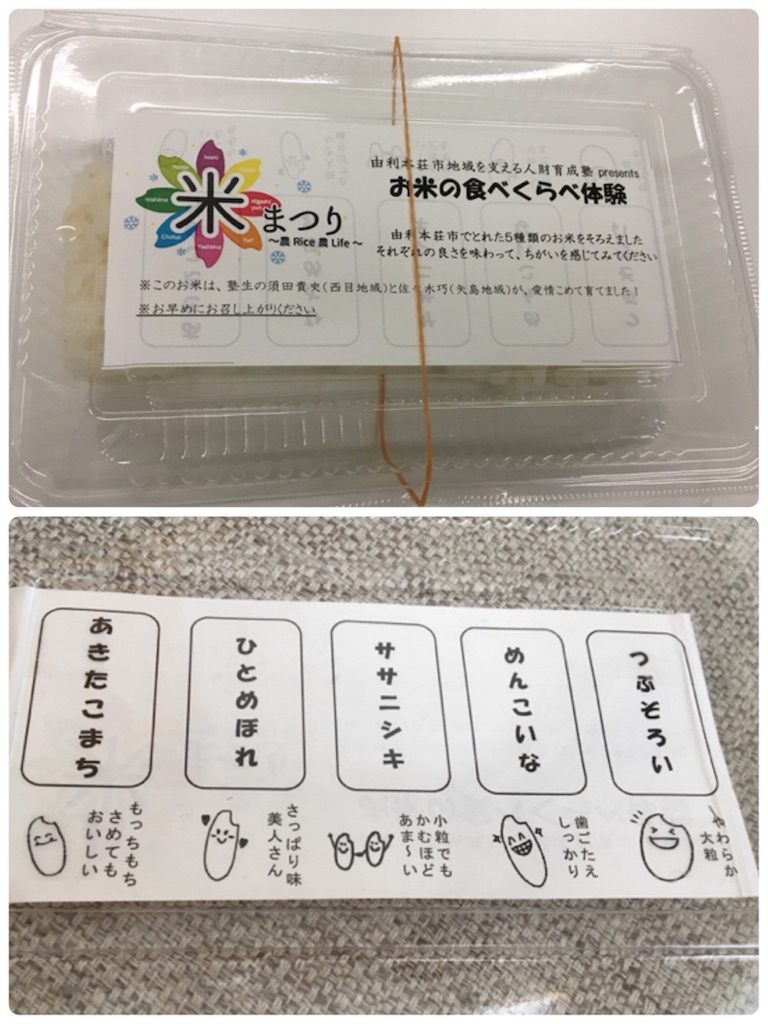 由利本荘市地域を支える人財育成塾 presents
お米の食べくらべ体験
Iwaki
Yuri
Yashima
Chokai
Nishime
Higashi yuri
米まつり
～農 Rice 農 Life～
由利本荘市でとれた5種類のお米をそろえました
それぞれの良さを味わって、ちがいを感じてみてください
※このお米は、塾生の須田貴史(西目地域)と佐々木巧(矢島地域)が、愛情こめて育てました！
※お早めにお召し上がりください
あきたこまち
ひとめぼれ
ササニシキ
めんこいな
つぶぞろい
もっちもち
さめても
おいしい
さっぱり味
美人さん
小粒でも
かむほど
あま～い
歯ごたえ
しっかり
やわらか
大粒